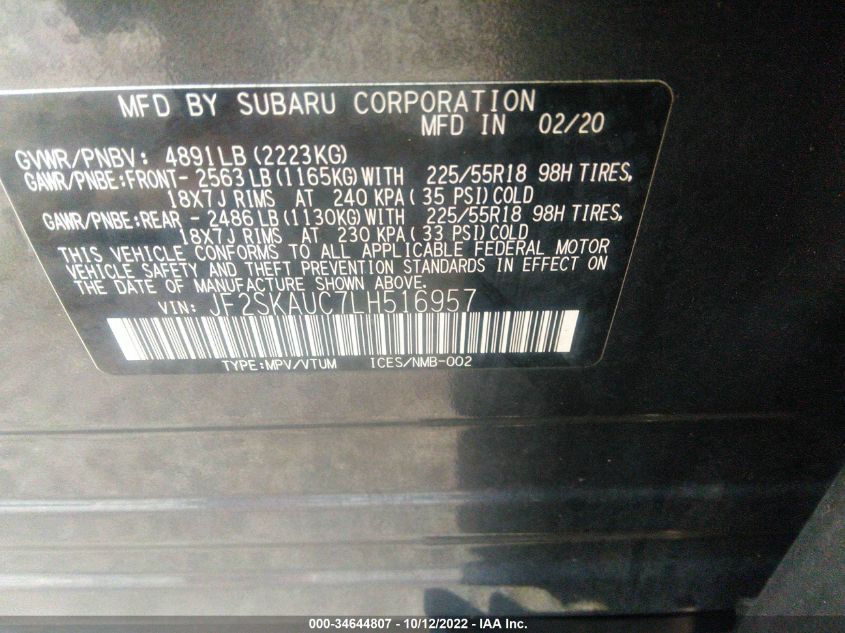 MFD BY SUBARU CORPORATION
MFD IN 02/20
GVWR/PNBV: 4891LB (2223KG)
GAWR/PNBE:FRONT- 2563 LB (1165KG) WITH 225/55R18 98H TIRES,
18X7J RIMS AT 240 KPA ( 35 PSI) COLD
GAWR/PNBE:REAR - 2486 LB (1130KG) WITH 225/55R18 98H TIRES,
18X7J RIMS AT 230 KPA ( 33 PSI) COLD
THIS VEHICLE CONFORMS TO ALL APPLICABLE FEDERAL MOTOR
VEHICLE SAFETY AND THEFT PREVENTION STANDARDS IN EFFECT ON
THE DATE OF MANUFACTURE SHOWN ABOVE.
VIN: JF2SKAUC7LH516957
TYPE:MPV/VTUM ICES/NMB-002
000-34644807 - 10/12/2022 - IAA Inc.